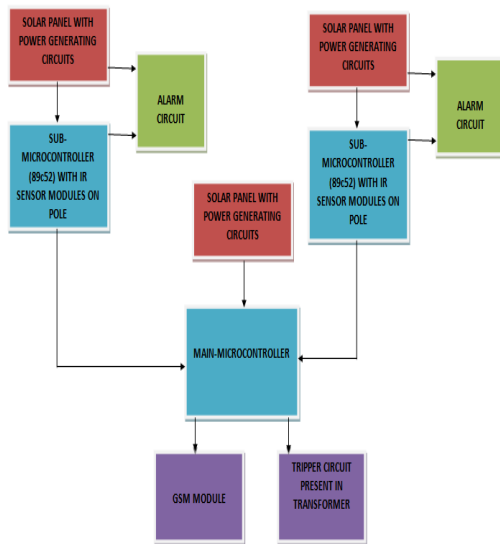 SOLAR PANEL WITH
POWER GENERATING
CIRCUITS
SOLAR PANEL WITH
POWER GENERATING
CIRCUITS
ALARM
CIRCUIT
ALARM
CIRCUIT
SUB-
MICROCONTROLLER
(89c52) WITH IR
SENSOR MODULES ON
POLE
SUB-
MICROCONTROLLER
(89c52) WITH IR
SENSOR MODULES ON
POLE
SOLAR PANEL WITH
POWER GENERATING
CIRCUITS
MAIN-MICROCONTROLLER
GSM MODULE
TRIPPER CIRCUIT
PRESENT IN
TRANSFORMER